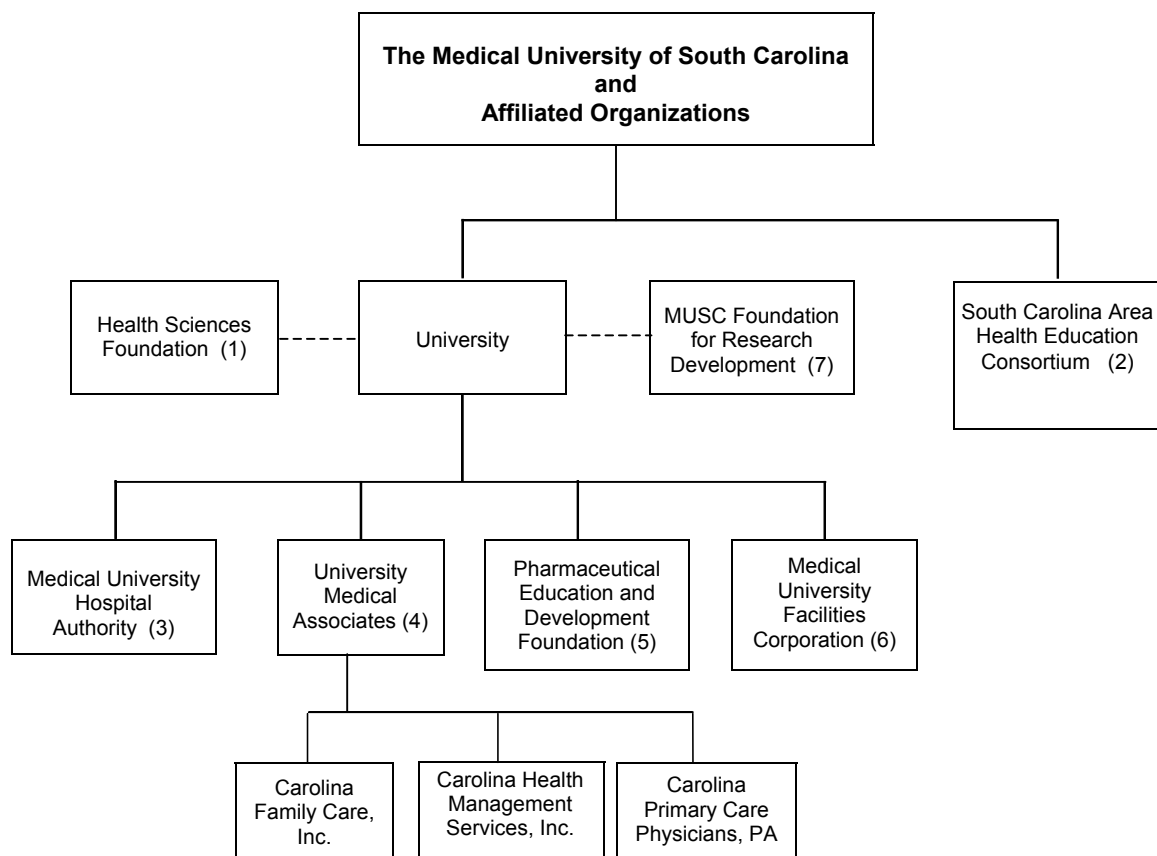 The Medical University of South Carolina
and
Affiliated Organizations
Health Sciences
Foundation (1)
University
MUSC Foundation
for Research
Development (7)
South Carolina Area
Health Education
Consortium (2)
Medical University
Hospital
Authority (3)
University
Medical
Associates (4)
Pharmaceutical
Education and
Development
Foundation (5)
Medical
University
Facilities
Corporation (6)
Carolina
Family Care,
Inc.
Carolina Health
Management
Services, Inc.
Carolina
Primary Care
Physicians, PA